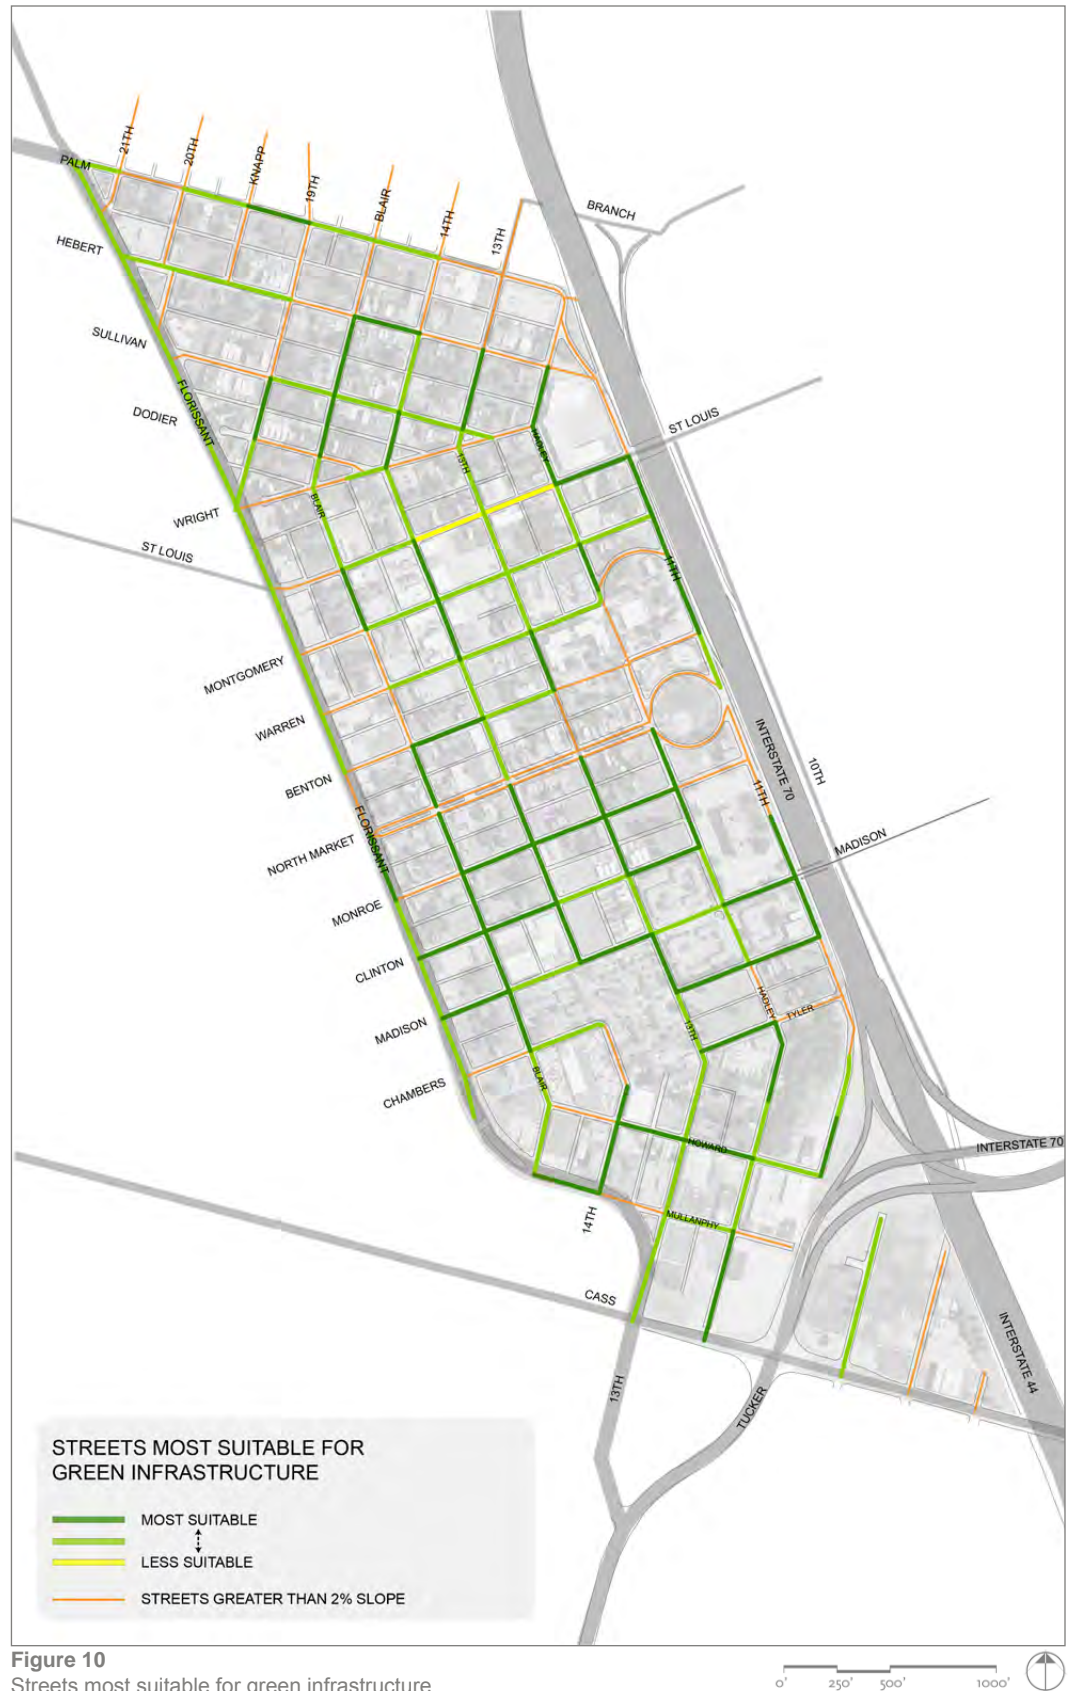 21TH
20TH
KNAPP
19TH
BLAIR
14TH
13TH
PALM
BRANCH
HEBERT
SULLIVAN
FLORISSANT
DODIER
ST LOUIS
HADLEY
13TH
BLAIR
WRIGHT
ST LOUIS
11TH
MONTGOMERY
WARREN
INTERSTATE 70
10TH
BENTON
11TH
NORTH MARKET
FLORISSANT
MADISON
MONROE
CLINTON
HADLEY
TYLER
MADISON
13TH
BLAIR
CHAMBERS
HOWARD
INTERSTATE 70
14TH
MULLANPHY
CASS
INTERSTATE 44
13TH
TUCKER
STREETS MOST SUITABLE FOR
GREEN INFRASTRUCTURE
MOST SUITABLE
LESS SUITABLE
STREETS GREATER THAN 2% SLOPE
Figure 10
Streets most suitable for green infrastructure
0' 250' 500' 1000'